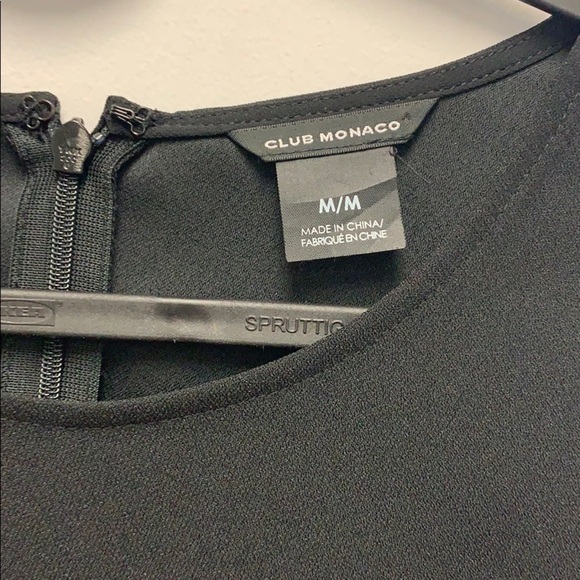 CLUB MONACO
M/M
MADE IN CHINA/
FABRIQUÉ EN CHINE
SPRUTTIG